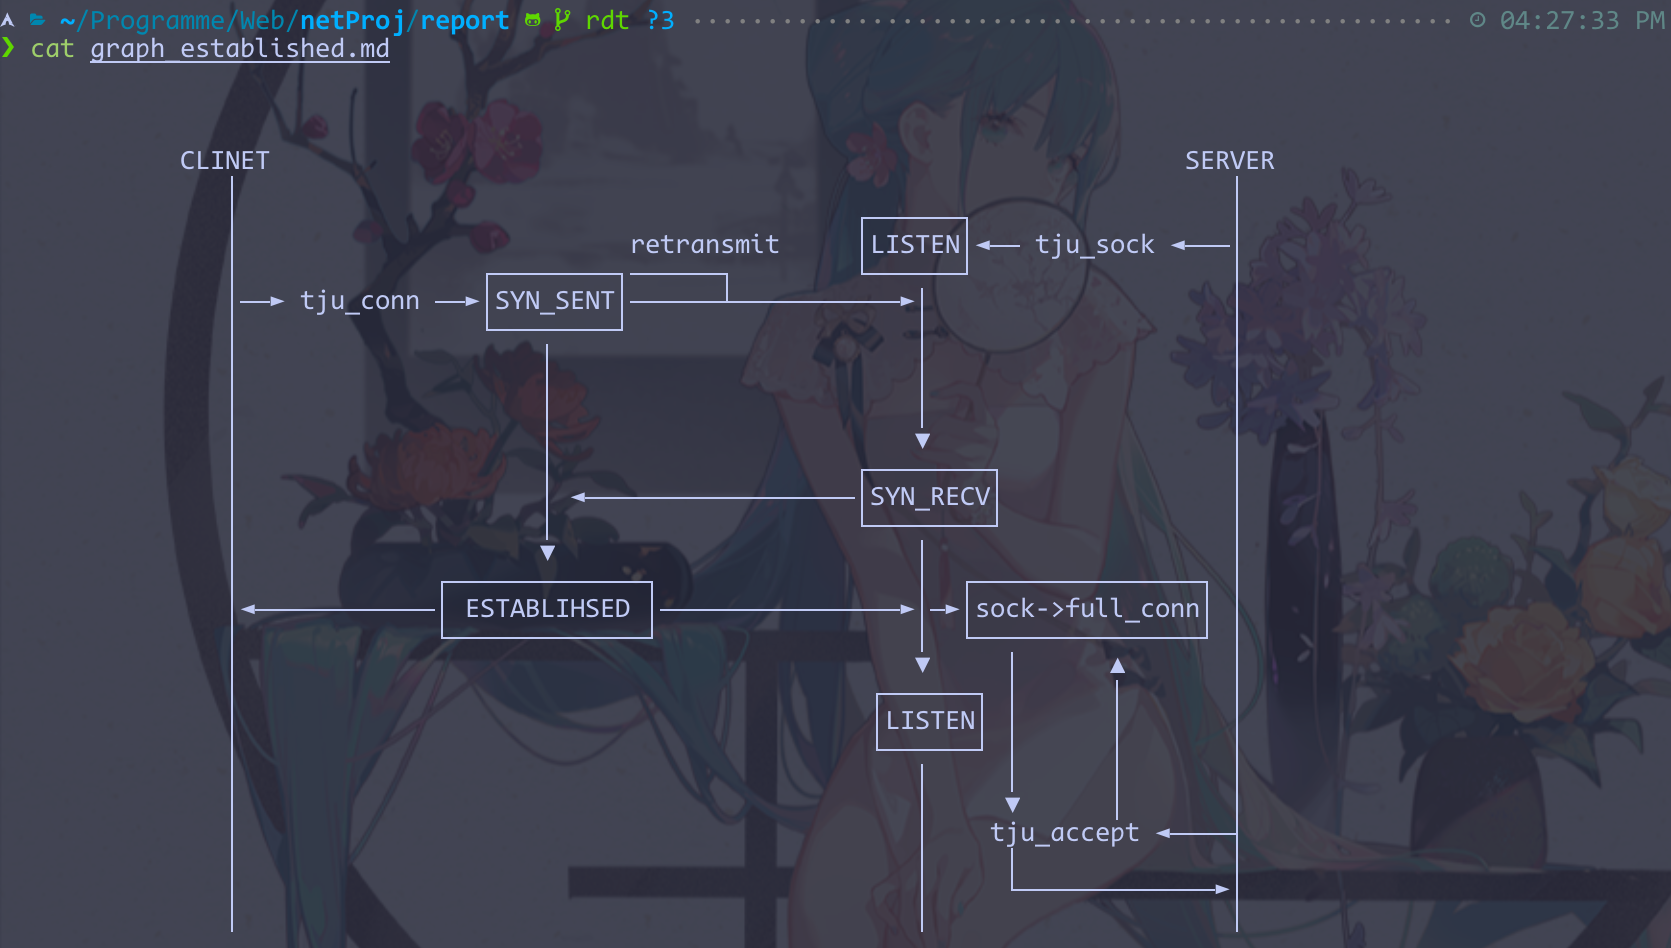 ~/Programme/Web/netProj/report rdt ?3 04:27:33 PM
❯ cat graph_established.md
CLINET SERVER
retransmit LISTEN tju_sock
tju_conn SYN_SENT
SYN_RECV
ESTABLIHSED sock->full_conn
LISTEN
tju_accept